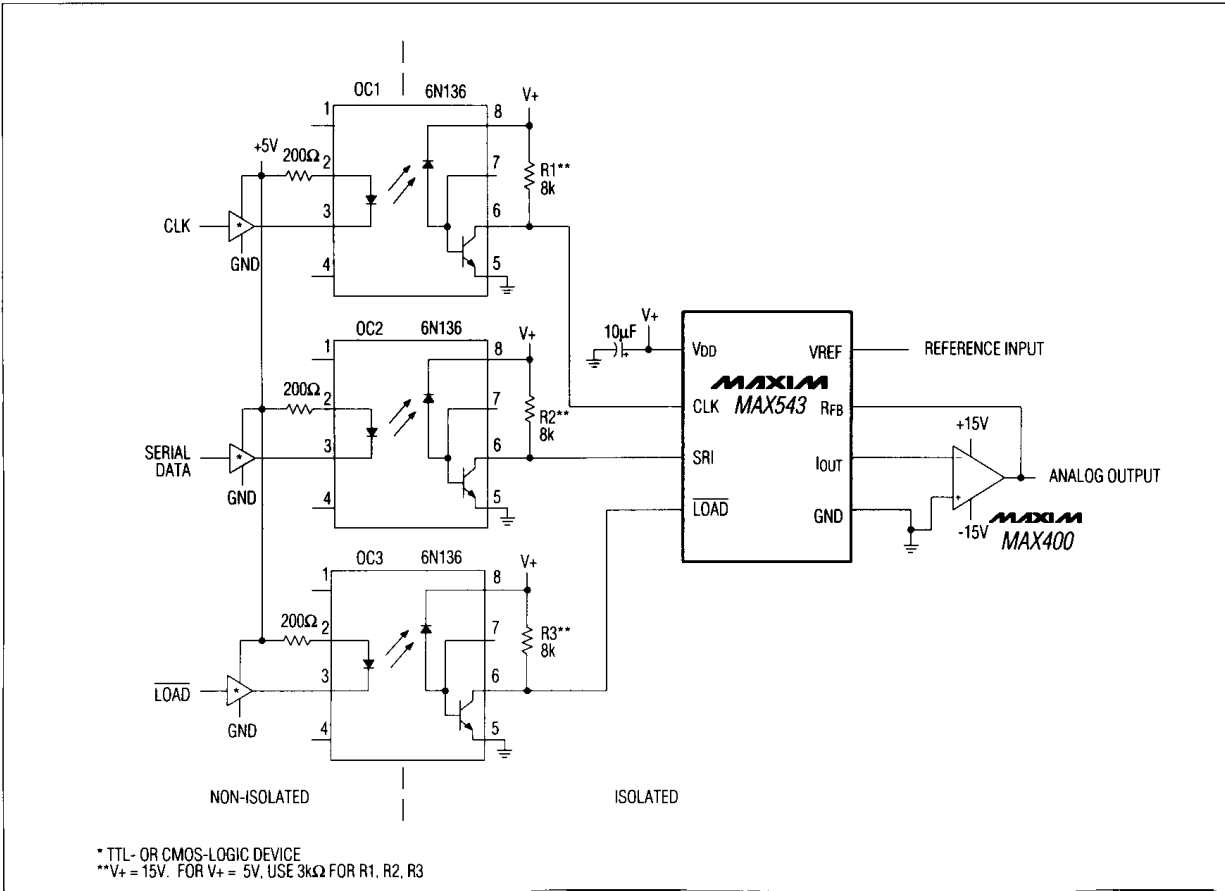 OC1 6N136
1
8
V+
+5V
200Ω
2
7
R1**
8k
CLK
*
3
6
GND
4
5
OC2 6N136
1
8
V+
200Ω
2
7
R2**
8k
SERIAL
DATA
*
3
6
GND
4
5
OC3 6N136
1
8
V+
200Ω
2
7
R3**
8k
LOAD
*
3
6
GND
4
5
NON-ISOLATED
ISOLATED
10µF
+
V+
VDD
VREF
REFERENCE INPUT
MAXIM
MAX543
CLK
RFB
SRI
IOUT
LOAD
GND
+15V
-
+
-15V
ANALOG OUTPUT
MAXIM
MAX400
* TTL- OR CMOS-LOGIC DEVICE
**V+ = 15V. FOR V+ = 5V, USE 3kΩ FOR R1, R2, R3